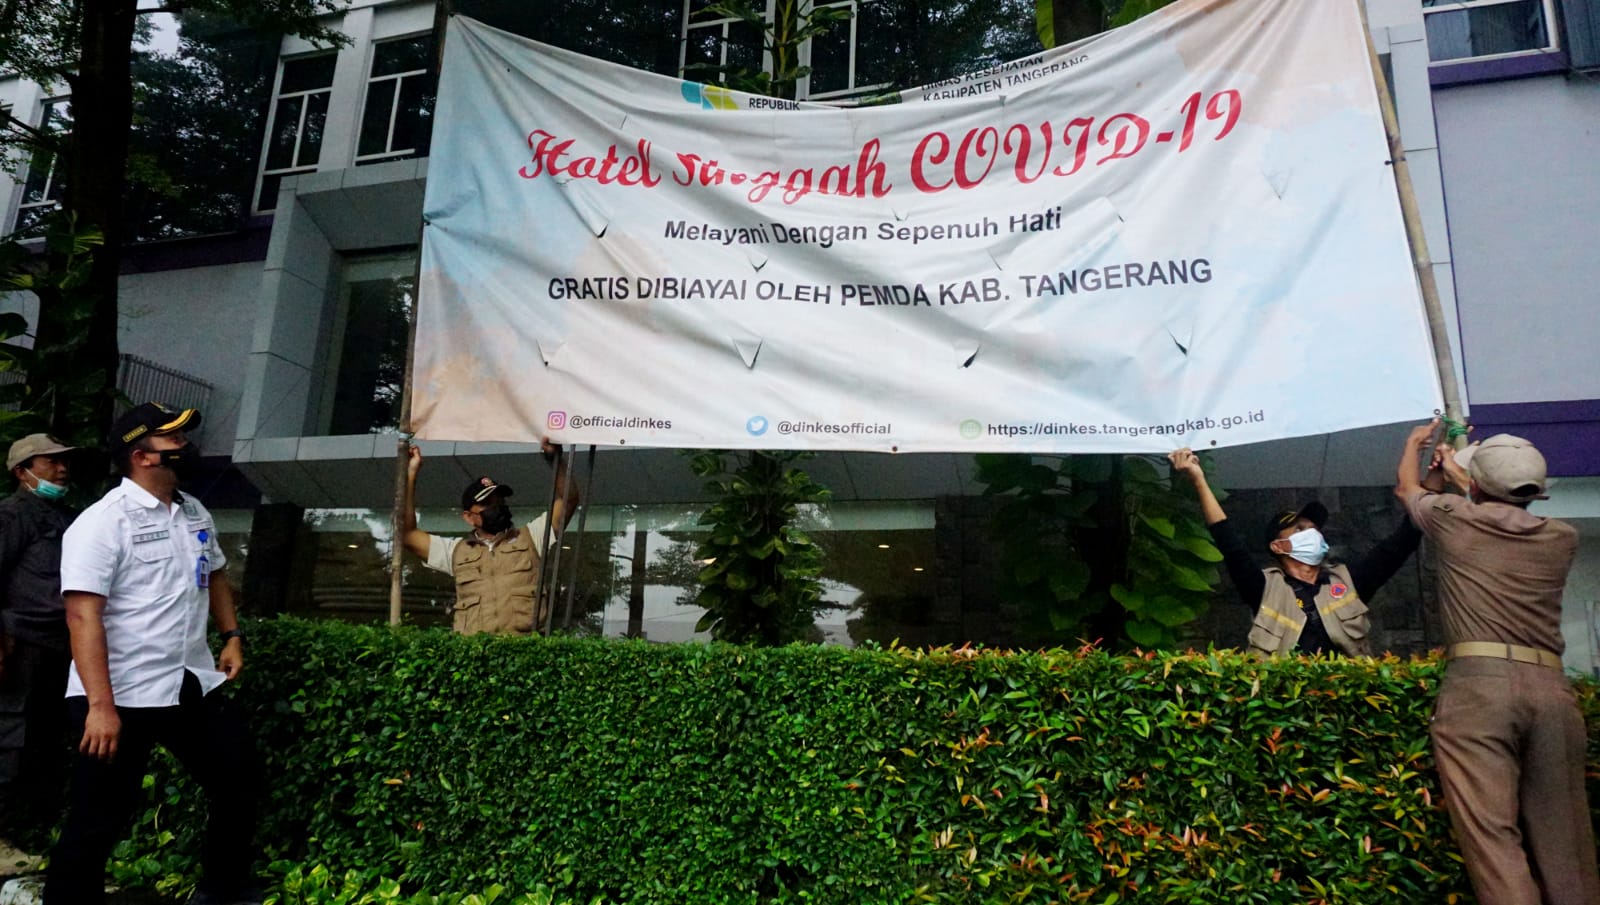 REPUBLIK
DINAS KESEHATAN
KABUPATEN TANGERANG
Hotel Singgah COVID-19
Melayani Dengan Sepenuh Hati
GRATIS DIBIAYAI OLEH PEMDA KAB. TANGERANG
@officialdinkes
@dinkesofficial
https://dinkes.tangerangkab.go.id